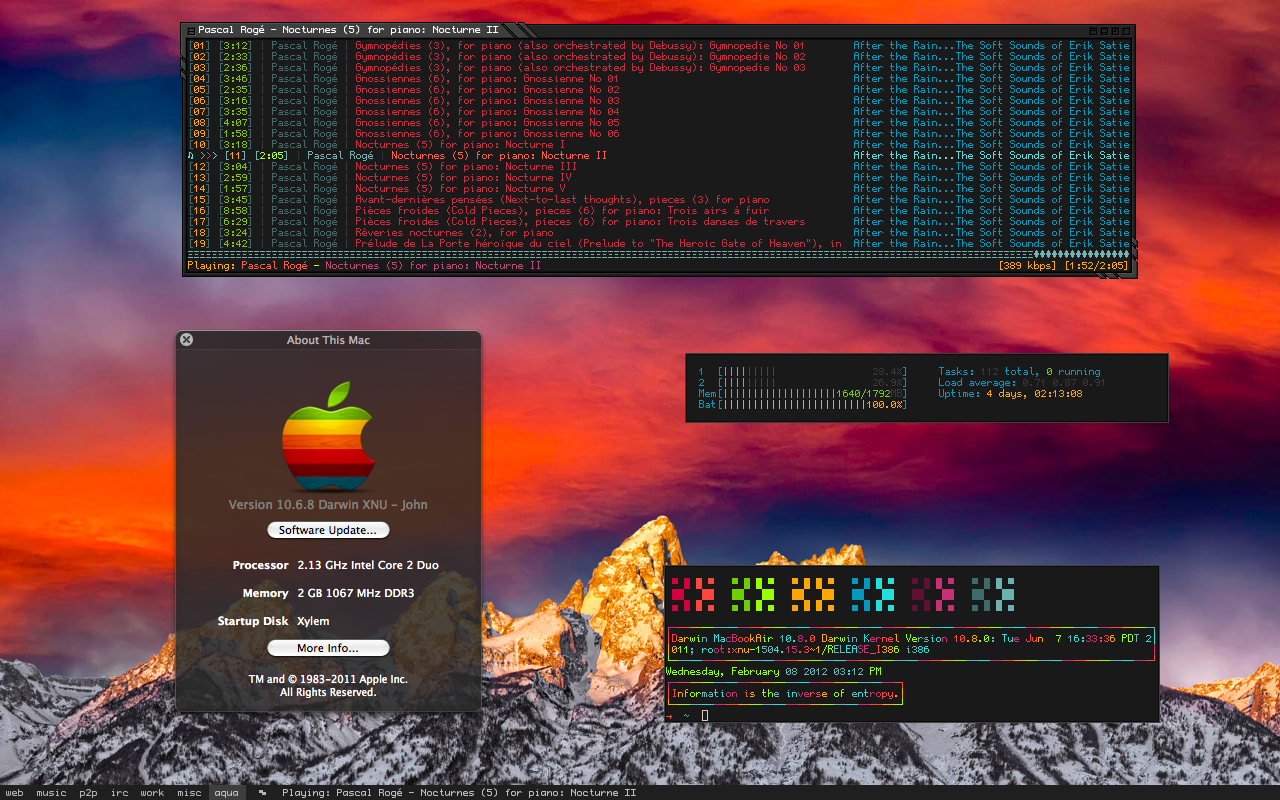 Pascal Rogé - Nocturnes (5) for piano: Nocturne II
[01] [3:12] | Pascal Rogé | Gymnopédies (3), for piano (also orchestrated by Debussy): Gymnopedie No 01 After the Rain...The Soft Sounds of Erik Satie
[02] [2:33] | Pascal Rogé | Gymnopédies (3), for piano (also orchestrated by Debussy): Gymnopedie No 02 After the Rain...The Soft Sounds of Erik Satie
[03] [2:36] | Pascal Rogé | Gymnopédies (3), for piano (also orchestrated by Debussy): Gymnopedie No 03 After the Rain...The Soft Sounds of Erik Satie
[04] [3:46] | Pascal Rogé | Gnossiennes (6), for piano: Gnossienne No 01 After the Rain...The Soft Sounds of Erik Satie
[05] [2:35] | Pascal Rogé | Gnossiennes (6), for piano: Gnossienne No 02 After the Rain...The Soft Sounds of Erik Satie
[06] [3:16] | Pascal Rogé | Gnossiennes (6), for piano: Gnossienne No 03 After the Rain...The Soft Sounds of Erik Satie
[07] [3:35] | Pascal Rogé | Gnossiennes (6), for piano: Gnossienne No 04 After the Rain...The Soft Sounds of Erik Satie
[08] [4:07] | Pascal Rogé | Gnossiennes (6), for piano: Gnossienne No 05 After the Rain...The Soft Sounds of Erik Satie
[09] [1:58] | Pascal Rogé | Gnossiennes (6), for piano: Gnossienne No 06 After the Rain...The Soft Sounds of Erik Satie
[10] [3:18] | Pascal Rogé | Nocturnes (5) for piano: Nocturne I After the Rain...The Soft Sounds of Erik Satie
♫ >>> [11] [2:05] | Pascal Rogé | Nocturnes (5) for piano: Nocturne II After the Rain...The Soft Sounds of Erik Satie
[12] [3:04] | Pascal Rogé | Nocturnes (5) for piano: Nocturne III After the Rain...The Soft Sounds of Erik Satie
[13] [2:59] | Pascal Rogé | Nocturnes (5) for piano: Nocturne IV After the Rain...The Soft Sounds of Erik Satie
[14] [1:57] | Pascal Rogé | Nocturnes (5) for piano: Nocturne V After the Rain...The Soft Sounds of Erik Satie
[15] [3:45] | Pascal Rogé | Avant-dernières pensées (Next-to-last thoughts), pieces (3) for piano After the Rain...The Soft Sounds of Erik Satie
[16] [8:58] | Pascal Rogé | Pièces froides (Cold Pieces), pieces (6) for piano: Trois airs à fuir After the Rain...The Soft Sounds of Erik Satie
[17] [6:29] | Pascal Rogé | Pièces froides (Cold Pieces), pieces (6) for piano: Trois danses de travers After the Rain...The Soft Sounds of Erik Satie
[18] [3:24] | Pascal Rogé | Rêveries nocturnes (2), for piano After the Rain...The Soft Sounds of Erik Satie
[19] [4:42] | Pascal Rogé | Prélude de La Porte héroïque du ciel (Prelude to "The Heroic Gate of Heaven"), in After the Rain...The Soft Sounds of Erik Satie
Playing: Pascal Rogé - Nocturnes (5) for piano: Nocturne II [389 kbps] [1:52/2:05]
About This Mac
Version 10.6.8 Darwin XNU - John
Software Update...
Processor 2.13 GHz Intel Core 2 Duo
Memory 2 GB 1067 MHz DDR3
Startup Disk Xylem
More Info...
TM and © 1983-2011 Apple Inc.
All Rights Reserved.
1 [||||||||| 28.4%] Tasks: 112 total, 0 running
2 [||||||||| 26.9%] Load average: 0.71 0.87 0.91
Mem[||||||||||||||||||||1640/1792MB] Uptime: 4 days, 02:13:08
Bat[|||||||||||||||||||||||||100.0%]
Darwin MacBookAir 10.8.0 Darwin Kernel Version 10.8.0: Tue Jun 7 16:33:36 PDT 2
011; root:xnu-1504.15.3~1/RELEASE_I386 i386
Wednesday, February 08 2012 03:12 PM
Information is the inverse of entropy.
→ ~
web music p2p irc work misc aqua Playing: Pascal Rogé - Nocturnes (5) for piano: Nocturne II